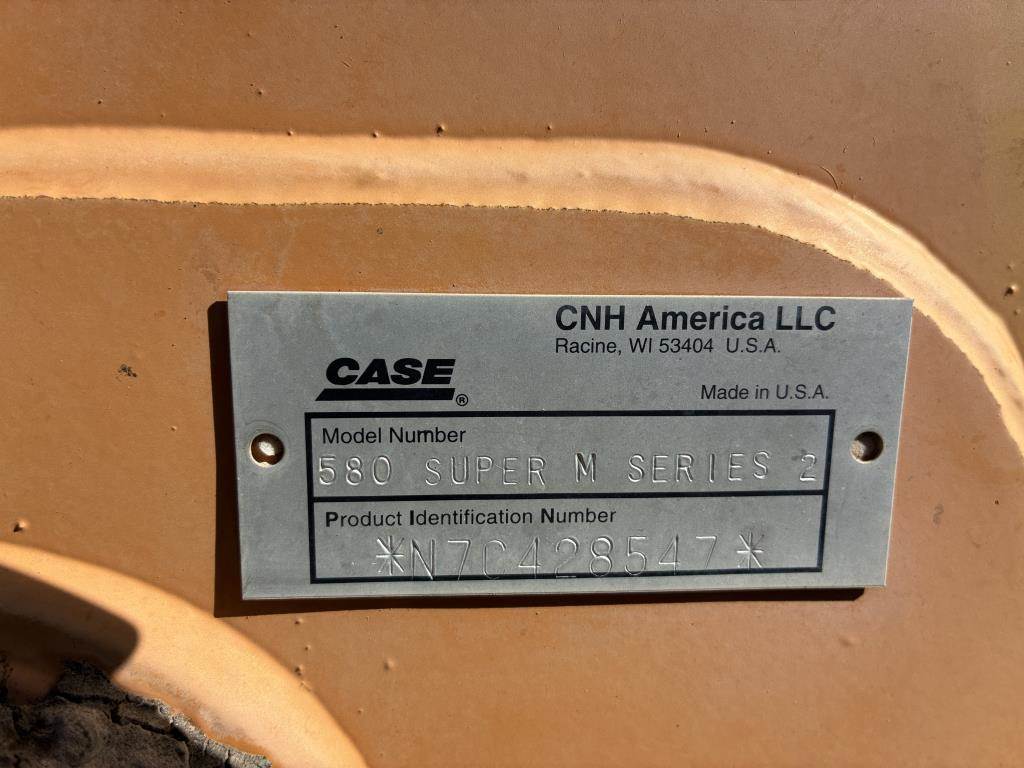 CNH America LLC
Racine, WI 53404 U.S.A.
CASE®
Made in U.S.A.
Model Number
580 SUPER M SERIES 2
Product Identification Number
*N7C428547*